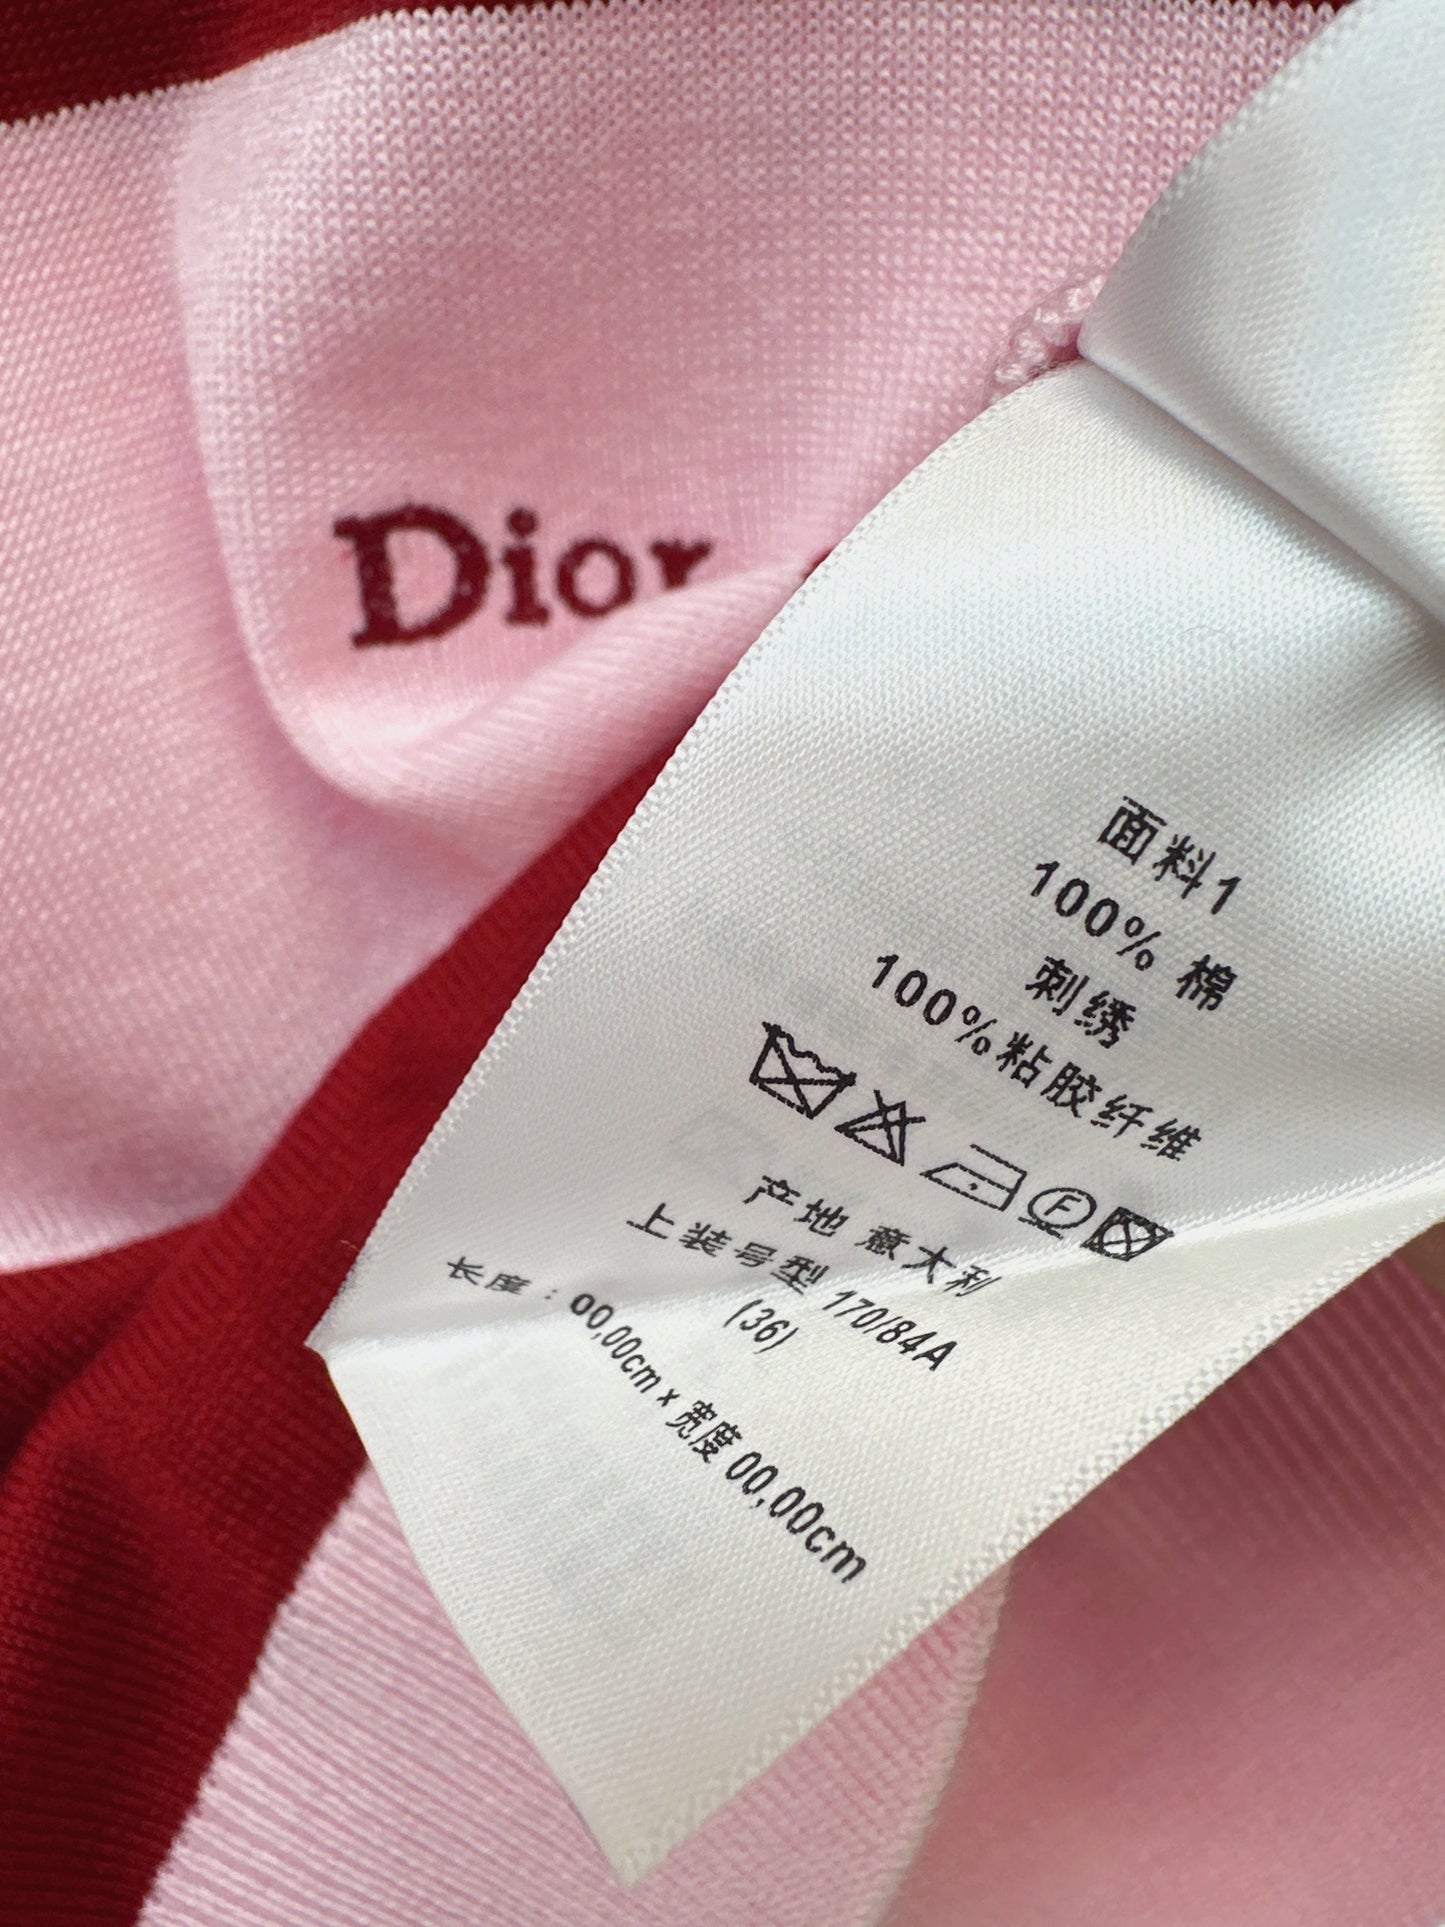 Dior
面料1
100% 棉
刺绣
100%粘胶纤维
F
产地 意大利
上装号型 170/84A
(36)
长度：00,00cm x 宽度 00,00cm